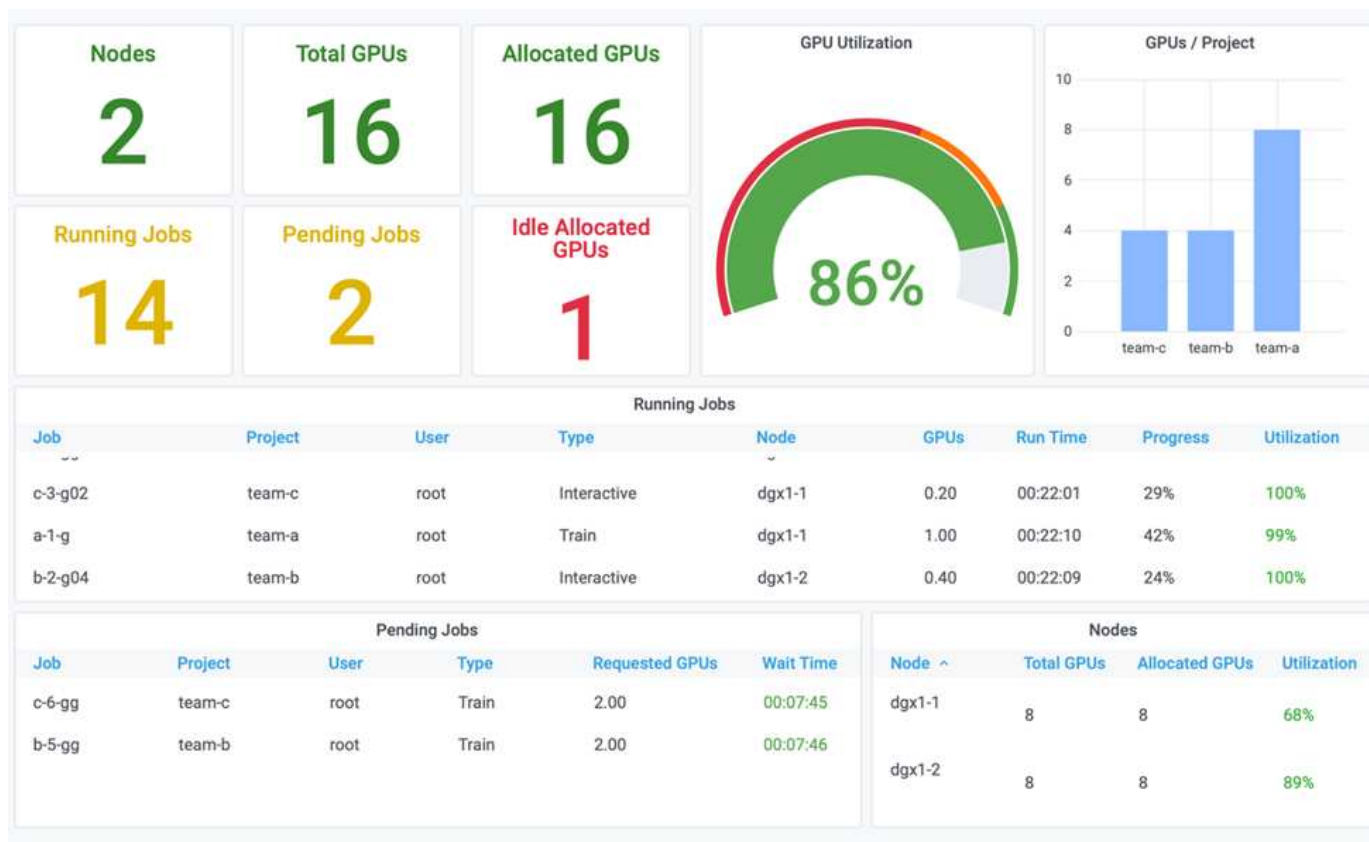 Nodes
2
Total GPUs
16
Allocated GPUs
16
Running Jobs
14
Pending Jobs
2
Idle Allocated
GPUs
1
GPU Utilization
86%
GPUs / Project
10
8
6
4
2
0
team-c team-b team-a
Running Jobs
Job Project User Type Node GPUs Run Time Progress Utilization
c-3-g02 team-c root Interactive dgx1-1 0.20 00:22:01 29% 100%
a-1-g team-a root Train dgx1-1 1.00 00:22:10 42% 99%
b-2-g04 team-b root Interactive dgx1-2 0.40 00:22:09 24% 100%
Pending Jobs
Job Project User Type Requested GPUs Wait Time
c-6-gg team-c root Train 2.00 00:07:45
b-5-gg team-b root Train 2.00 00:07:46
Nodes
Node Total GPUs Allocated GPUs Utilization
dgx1-1 8 8 68%
dgx1-2 8 8 89%